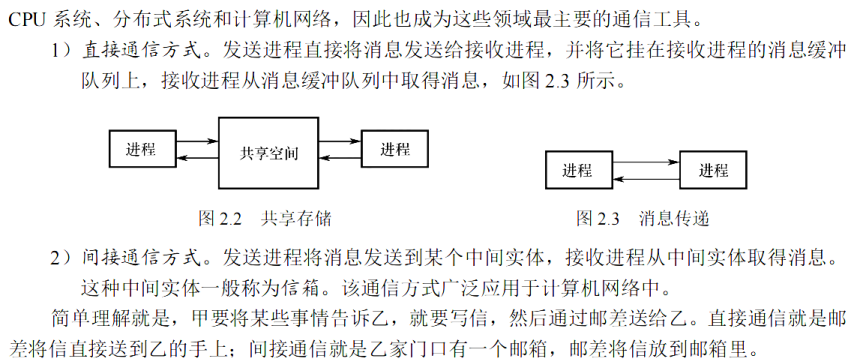 CPU 系统、分布式系统和计算机网络，因此也成为这些领域最主要的通信工具。
1）直接通信方式。发送进程直接将消息发送给接收进程，并将它挂在接收进程的消息缓冲
队列上，接收进程从消息缓冲队列中取得消息，如图 2.3 所示。
进程
共享空间
进程
进程
进程
图 2.2 共享存储
图 2.3 消息传递
2）间接通信方式。发送进程将消息发送到某个中间实体，接收进程从中间实体取得消息。
这种中间实体一般称为信箱。该通信方式广泛应用于计算机网络中。
简单理解就是，甲要将某些事情告诉乙，就要写信，然后通过邮差送给乙。直接通信就是邮
差将信直接送到乙的手上；间接通信就是乙家门口有一个邮箱，邮差将信放到邮箱里。